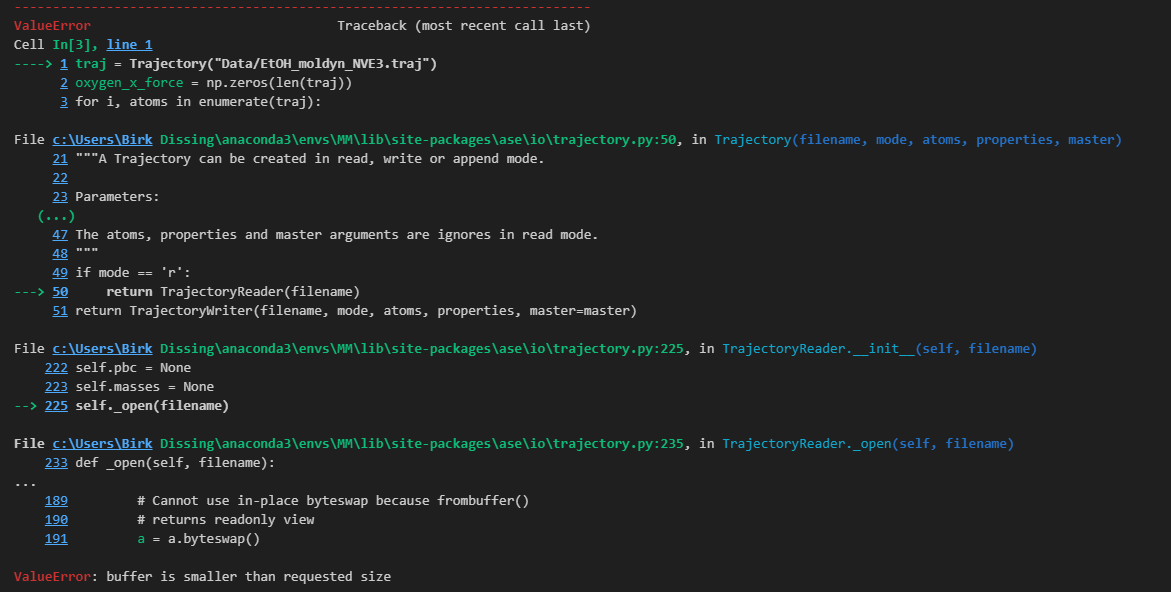 ---------------------------------------------------------------------------
ValueError                                Traceback (most recent call last)
Cell In[3], line 1
----> 1 traj = Trajectory("Data/EtOH_moldyn_NVE3.traj")
      2 oxygen_x_force = np.zeros(len(traj))
      3 for i, atoms in enumerate(traj):

File c:\Users\Birk Dissing\anaconda3\envs\MM\lib\site-packages\ase\io\trajectory.py:50, in Trajectory(filename, mode, atoms, properties, master)
     21 """A Trajectory can be created in read, write or append mode.
     22
     23 Parameters:
   (...)
     47 The atoms, properties and master arguments are ignores in read mode.
     48 """
     49 if mode == 'r':
---> 50     return TrajectoryReader(filename)
     51 return TrajectoryWriter(filename, mode, atoms, properties, master=master)

File c:\Users\Birk Dissing\anaconda3\envs\MM\lib\site-packages\ase\io\trajectory.py:225, in TrajectoryReader.__init__(self, filename)
    222 self.pbc = None
    223 self.masses = None
--> 225 self._open(filename)

File c:\Users\Birk Dissing\anaconda3\envs\MM\lib\site-packages\ase\io\trajectory.py:235, in TrajectoryReader._open(self, filename)
    233 def _open(self, filename):
...
    189         # Cannot use in-place byteswap because frombuffer()
    190         # returns readonly view
    191         a = a.byteswap()

ValueError: buffer is smaller than requested size